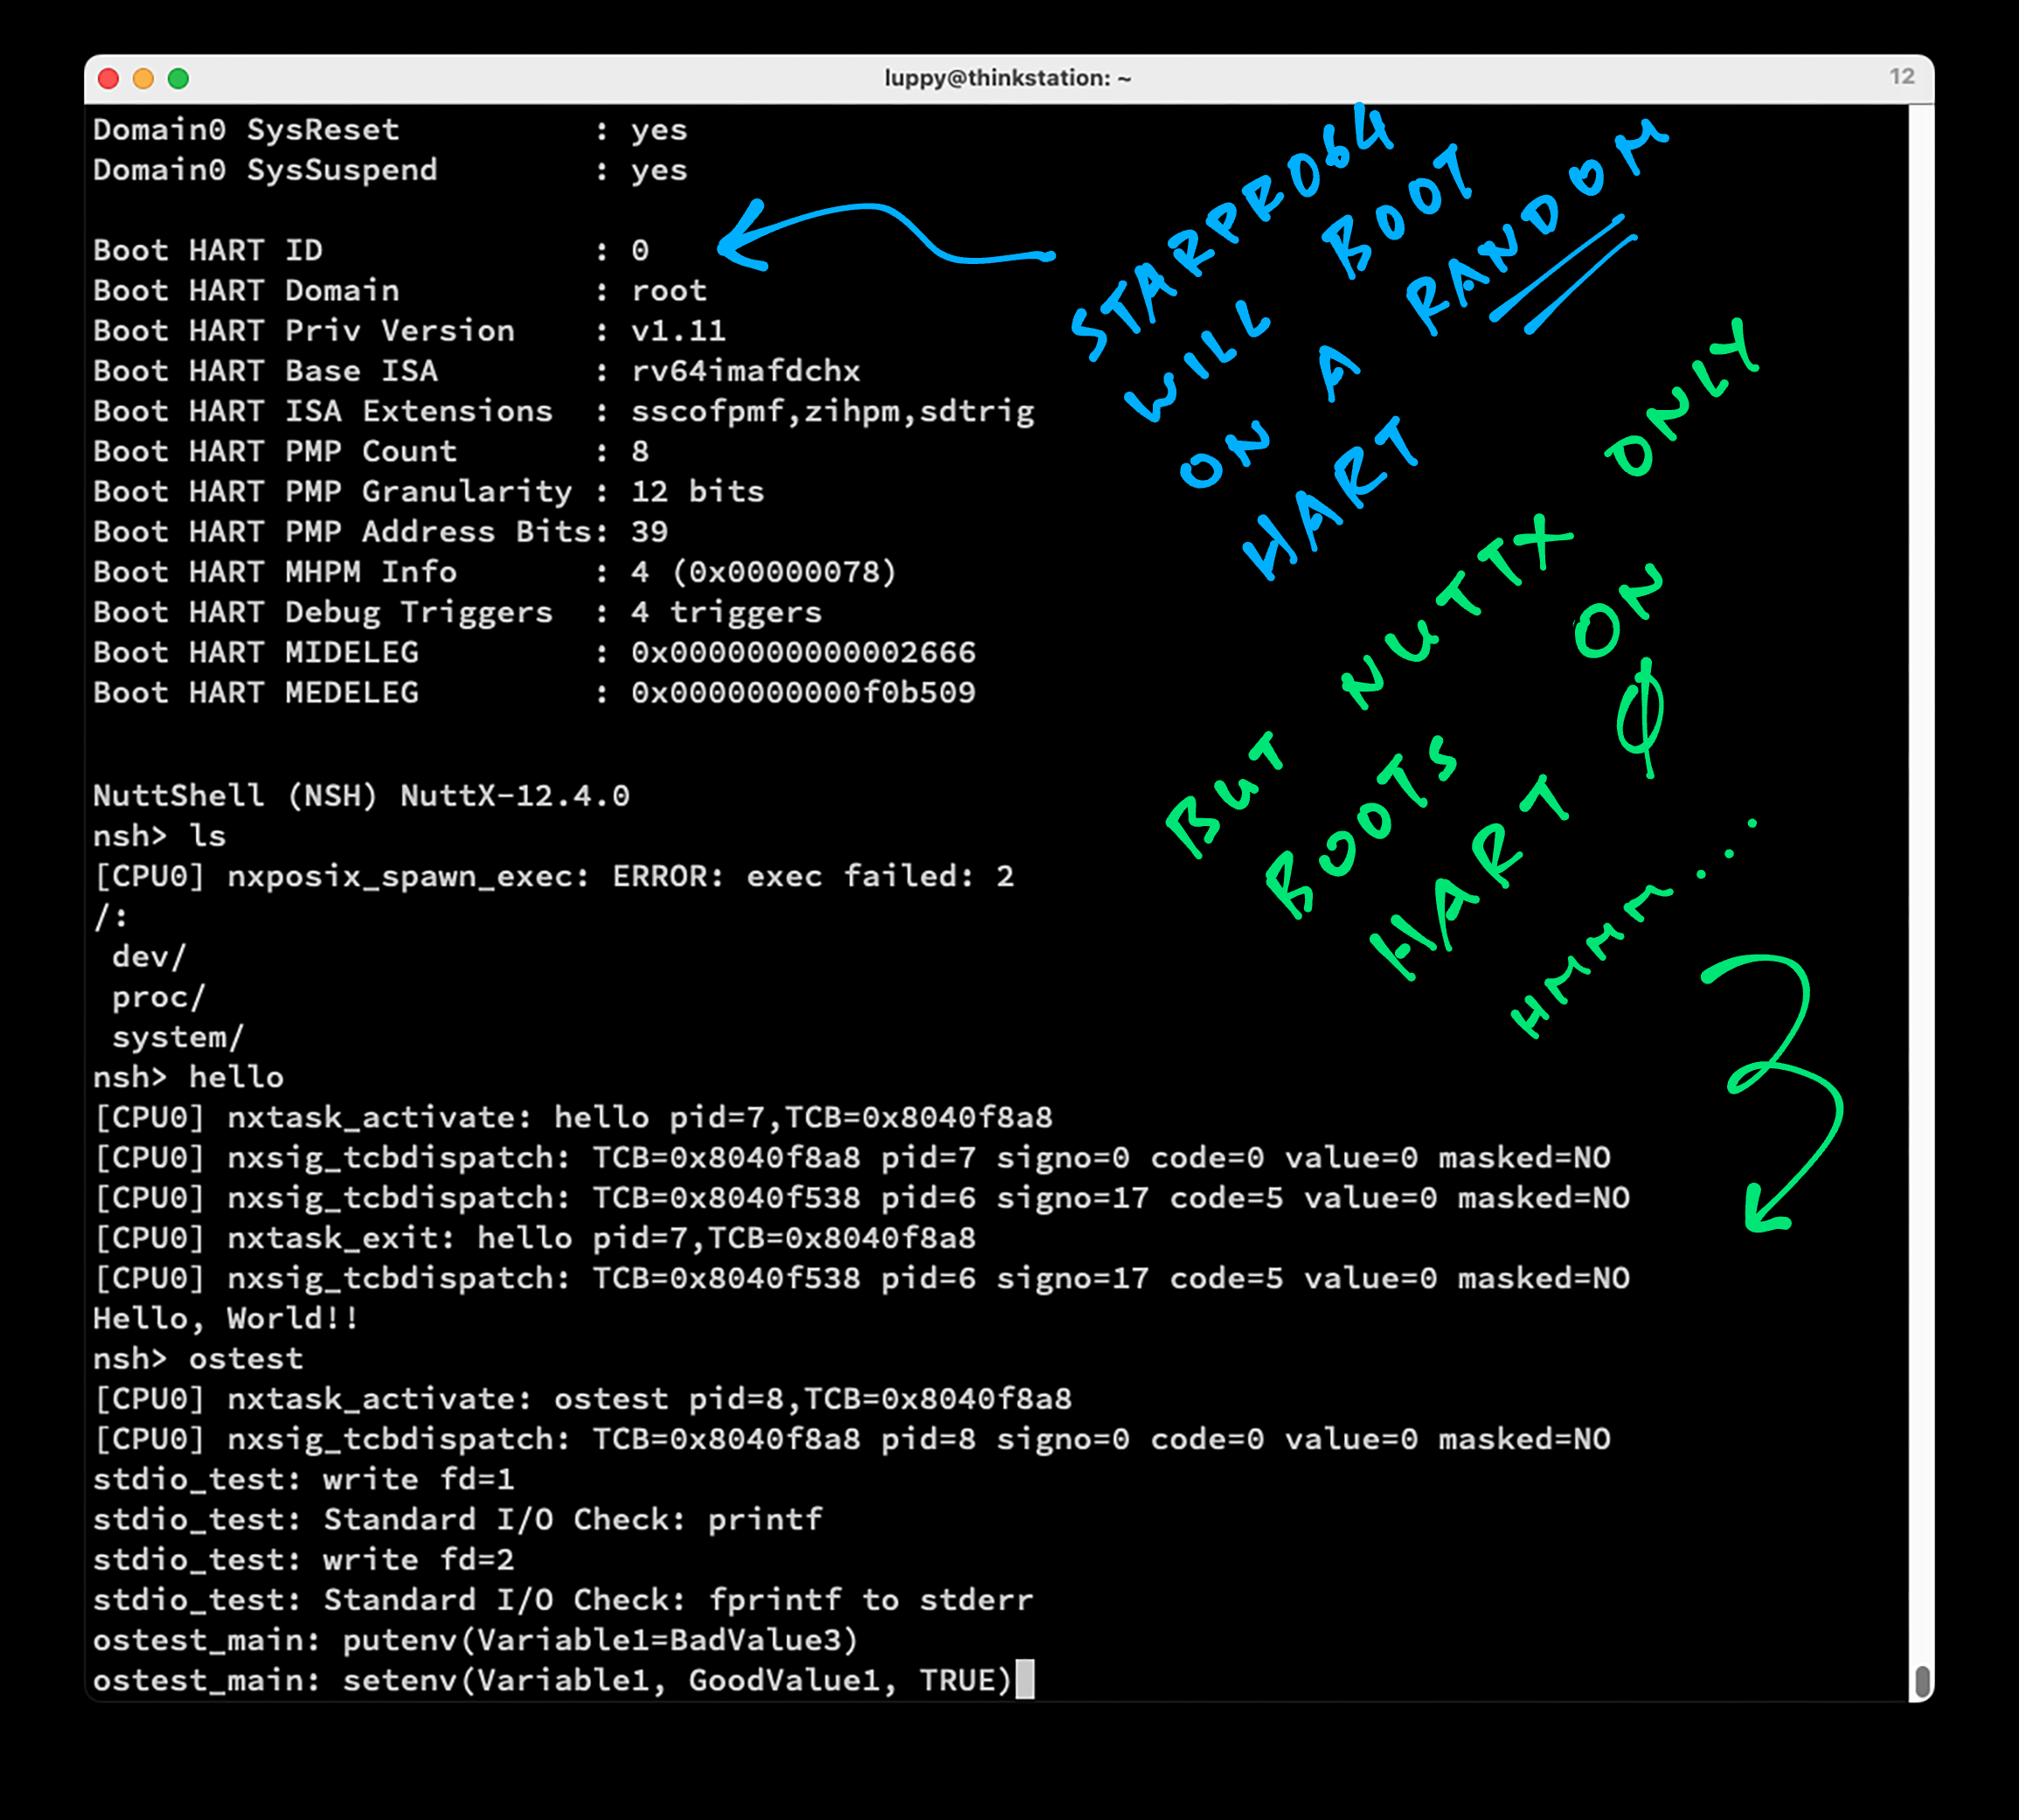 luppy@thinkstation: ~
12
Domain0 SysReset : yes
Domain0 SysSuspend : yes
Boot HART ID : 0
Boot HART Domain : root
Boot HART Priv Version : v1.11
Boot HART Base ISA : rv64imafdchx
Boot HART ISA Extensions : sscofpmf,zihpm,sdtrig
Boot HART PMP Count : 8
Boot HART PMP Granularity : 12 bits
Boot HART PMP Address Bits: 39
Boot HART MHPM Info : 4 (0x00000078)
Boot HART Debug Triggers : 4 triggers
Boot HART MIDELEG : 0x0000000000002666
Boot HART MEDELEG : 0x0000000000f0b509
NuttShell (NSH) NuttX-12.4.0
nsh> ls
[CPU0] nxposix_spawn_exec: ERROR: exec failed: 2
/:
dev/
proc/
system/
nsh> hello
[CPU0] nxtask_activate: hello pid=7,TCB=0x8040f8a8
[CPU0] nxsig_tcbdispatch: TCB=0x8040f8a8 pid=7 signo=0 code=0 value=0 masked=NO
[CPU0] nxsig_tcbdispatch: TCB=0x8040f538 pid=6 signo=17 code=5 value=0 masked=NO
[CPU0] nxtask_exit: hello pid=7,TCB=0x8040f8a8
[CPU0] nxsig_tcbdispatch: TCB=0x8040f538 pid=6 signo=17 code=5 value=0 masked=NO
Hello, World!!
nsh> ostest
[CPU0] nxtask_activate: ostest pid=8,TCB=0x8040f8a8
[CPU0] nxsig_tcbdispatch: TCB=0x8040f8a8 pid=8 signo=0 code=0 value=0 masked=NO
stdio_test: write fd=1
stdio_test: Standard I/O Check: printf
stdio_test: write fd=2
stdio_test: Standard I/O Check: fprintf to stderr
ostest_main: putenv(Variable1=BadValue3)
ostest_main: setenv(Variable1, GoodValue1, TRUE)
STARPRO64
WILL BOOT
ON A RANDOM
HART
BUT NUTTX ONLY
BOOTS ON
HART 0
HMMM...